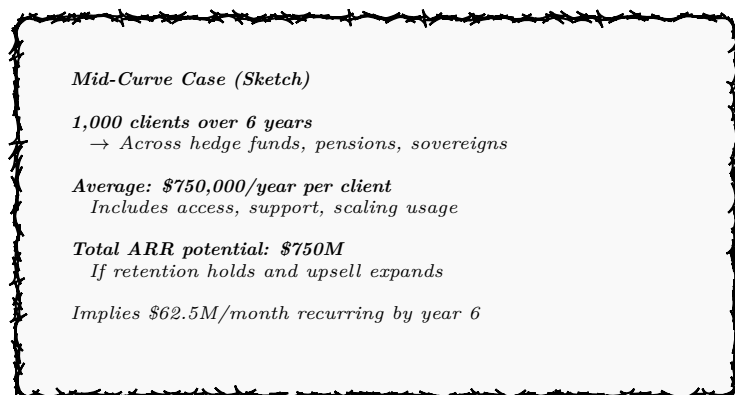 Mid-Curve Case (Sketch)
1,000 clients over 6 years
→ Across hedge funds, pensions, sovereigns
Average: $750,000/year per client
Includes access, support, scaling usage
Total ARR potential: $750M
If retention holds and upsell expands
Implies $62.5M/month recurring by year 6